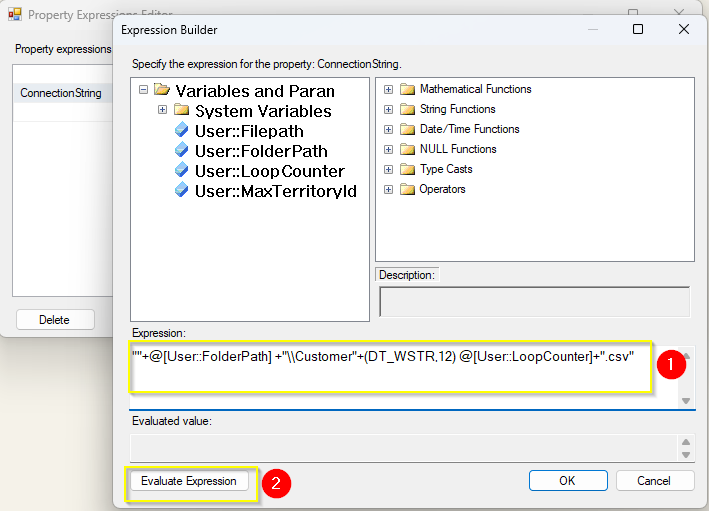 Property Expressions Editor
Property expressions
ConnectionString
Delete
Expression Builder
Specify the expression for the property: ConnectionString.
Variables and Paran
System Variables
User::Filepath
User::FolderPath
User::LoopCounter
User::MaxTerritoryId
Mathematical Functions
String Functions
Date/Time Functions
NULL Functions
Type Casts
Operators
Description:
Expression:
""+@[User::FolderPath] +"\\Customer"+(DT_WSTR,12) @[User::LoopCounter]+".csv"
1
Evaluated value:
Evaluate Expression
2
OK
Cancel